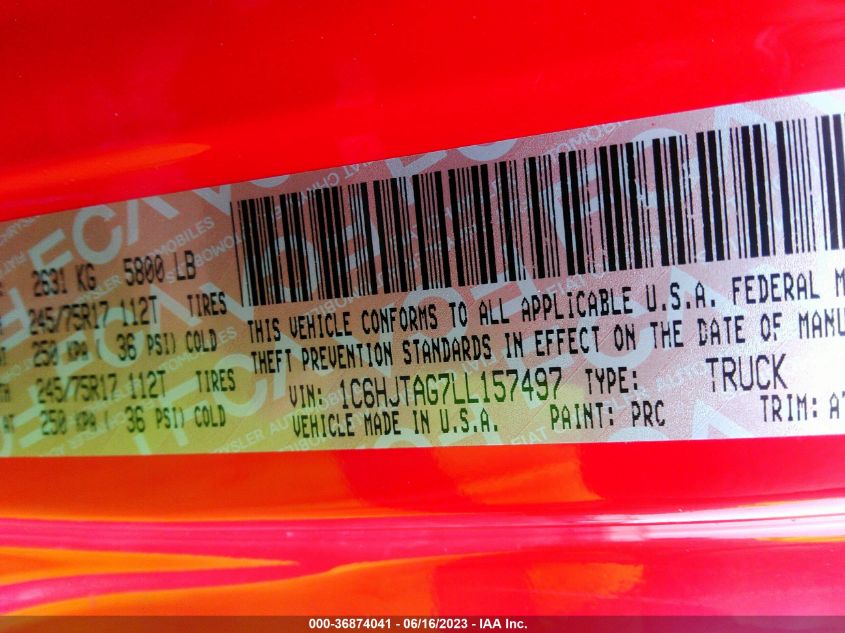 2631 KG 5800 LB
245/75R17 112T TIRES
250 KPA ( 36 PSI) COLD
245/75R17 112T TIRES
250 KPA ( 36 PSI) COLD
THIS VEHICLE CONFORMS TO ALL APPLICABLE U.S.A. FEDERAL M
THEFT PREVENTION STANDARDS IN EFFECT ON THE DATE OF MANU
VIN: 1C6HJTAG7LL157497 TYPE: TRUCK
VEHICLE MADE IN U.S.A. PAINT: PRC TRIM: A
000-36874041 - 06/16/2023 - IAA Inc.